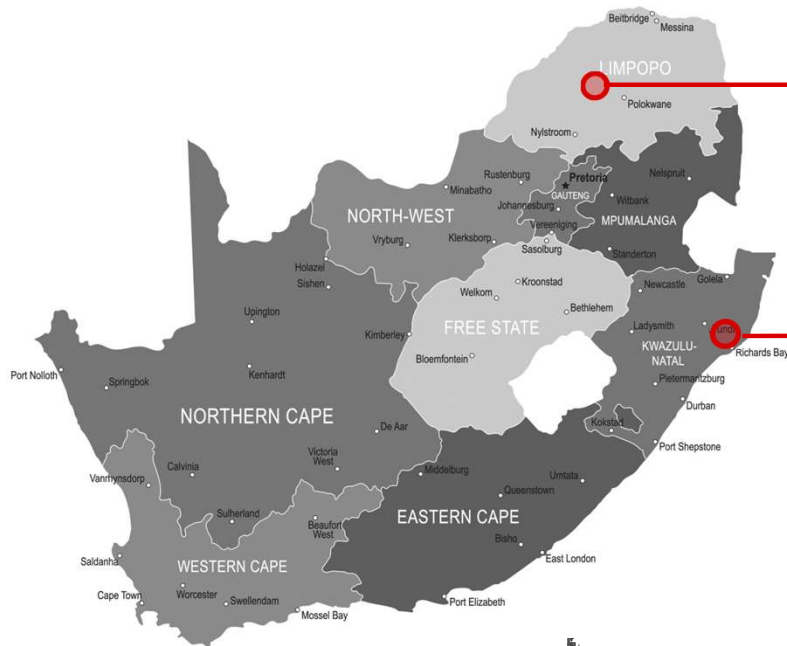 Beitbridge
Messina
LIMPOPO
Polokwane
Nylstroom
Nelspruit
Rustenburg
Pretoria
Minabatho
GAUTENG
Witbank
Johannesburg
NORTH-WEST
MPUMALANGA
Vereeniging
Vryburg
Klerksborp
Sasolburg
Standerton
Holazel
Golela
Sishen
Kroonstad
Newcastle
Welkom
Bethlehem
Upington
Ladysmith
FREE STATE
Kimberley
KWAZULU-
NATAL
Richards Bay
Bloemfontein
Port Nolloth
Kenhardt
Springbok
Pietermaritzburg
Durban
NORTHERN CAPE
De Aar
Kokstad
Port Shepstone
Victoria
West
Calvinia
Middelburg
Umtata
Vanrhynsdorp
Queenstown
Sulherland
EASTERN CAPE
Beaufort
West
Bisho
East London
Saldanha
WESTERN CAPE
Cape Town
Worcester
Swellendam
Port Elizabeth
Mossel Bay